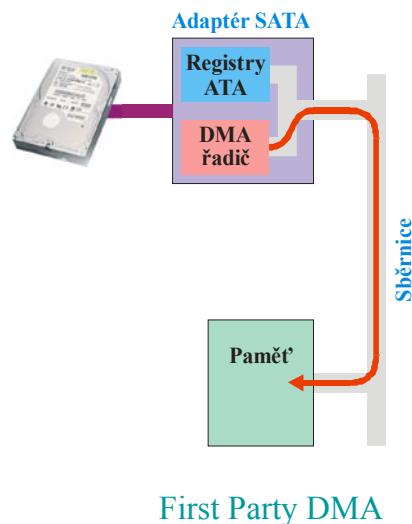 Adaptér SATA
Registry
ATA
DMA
řadič
Sběrnice
Paměť
First Party DMA